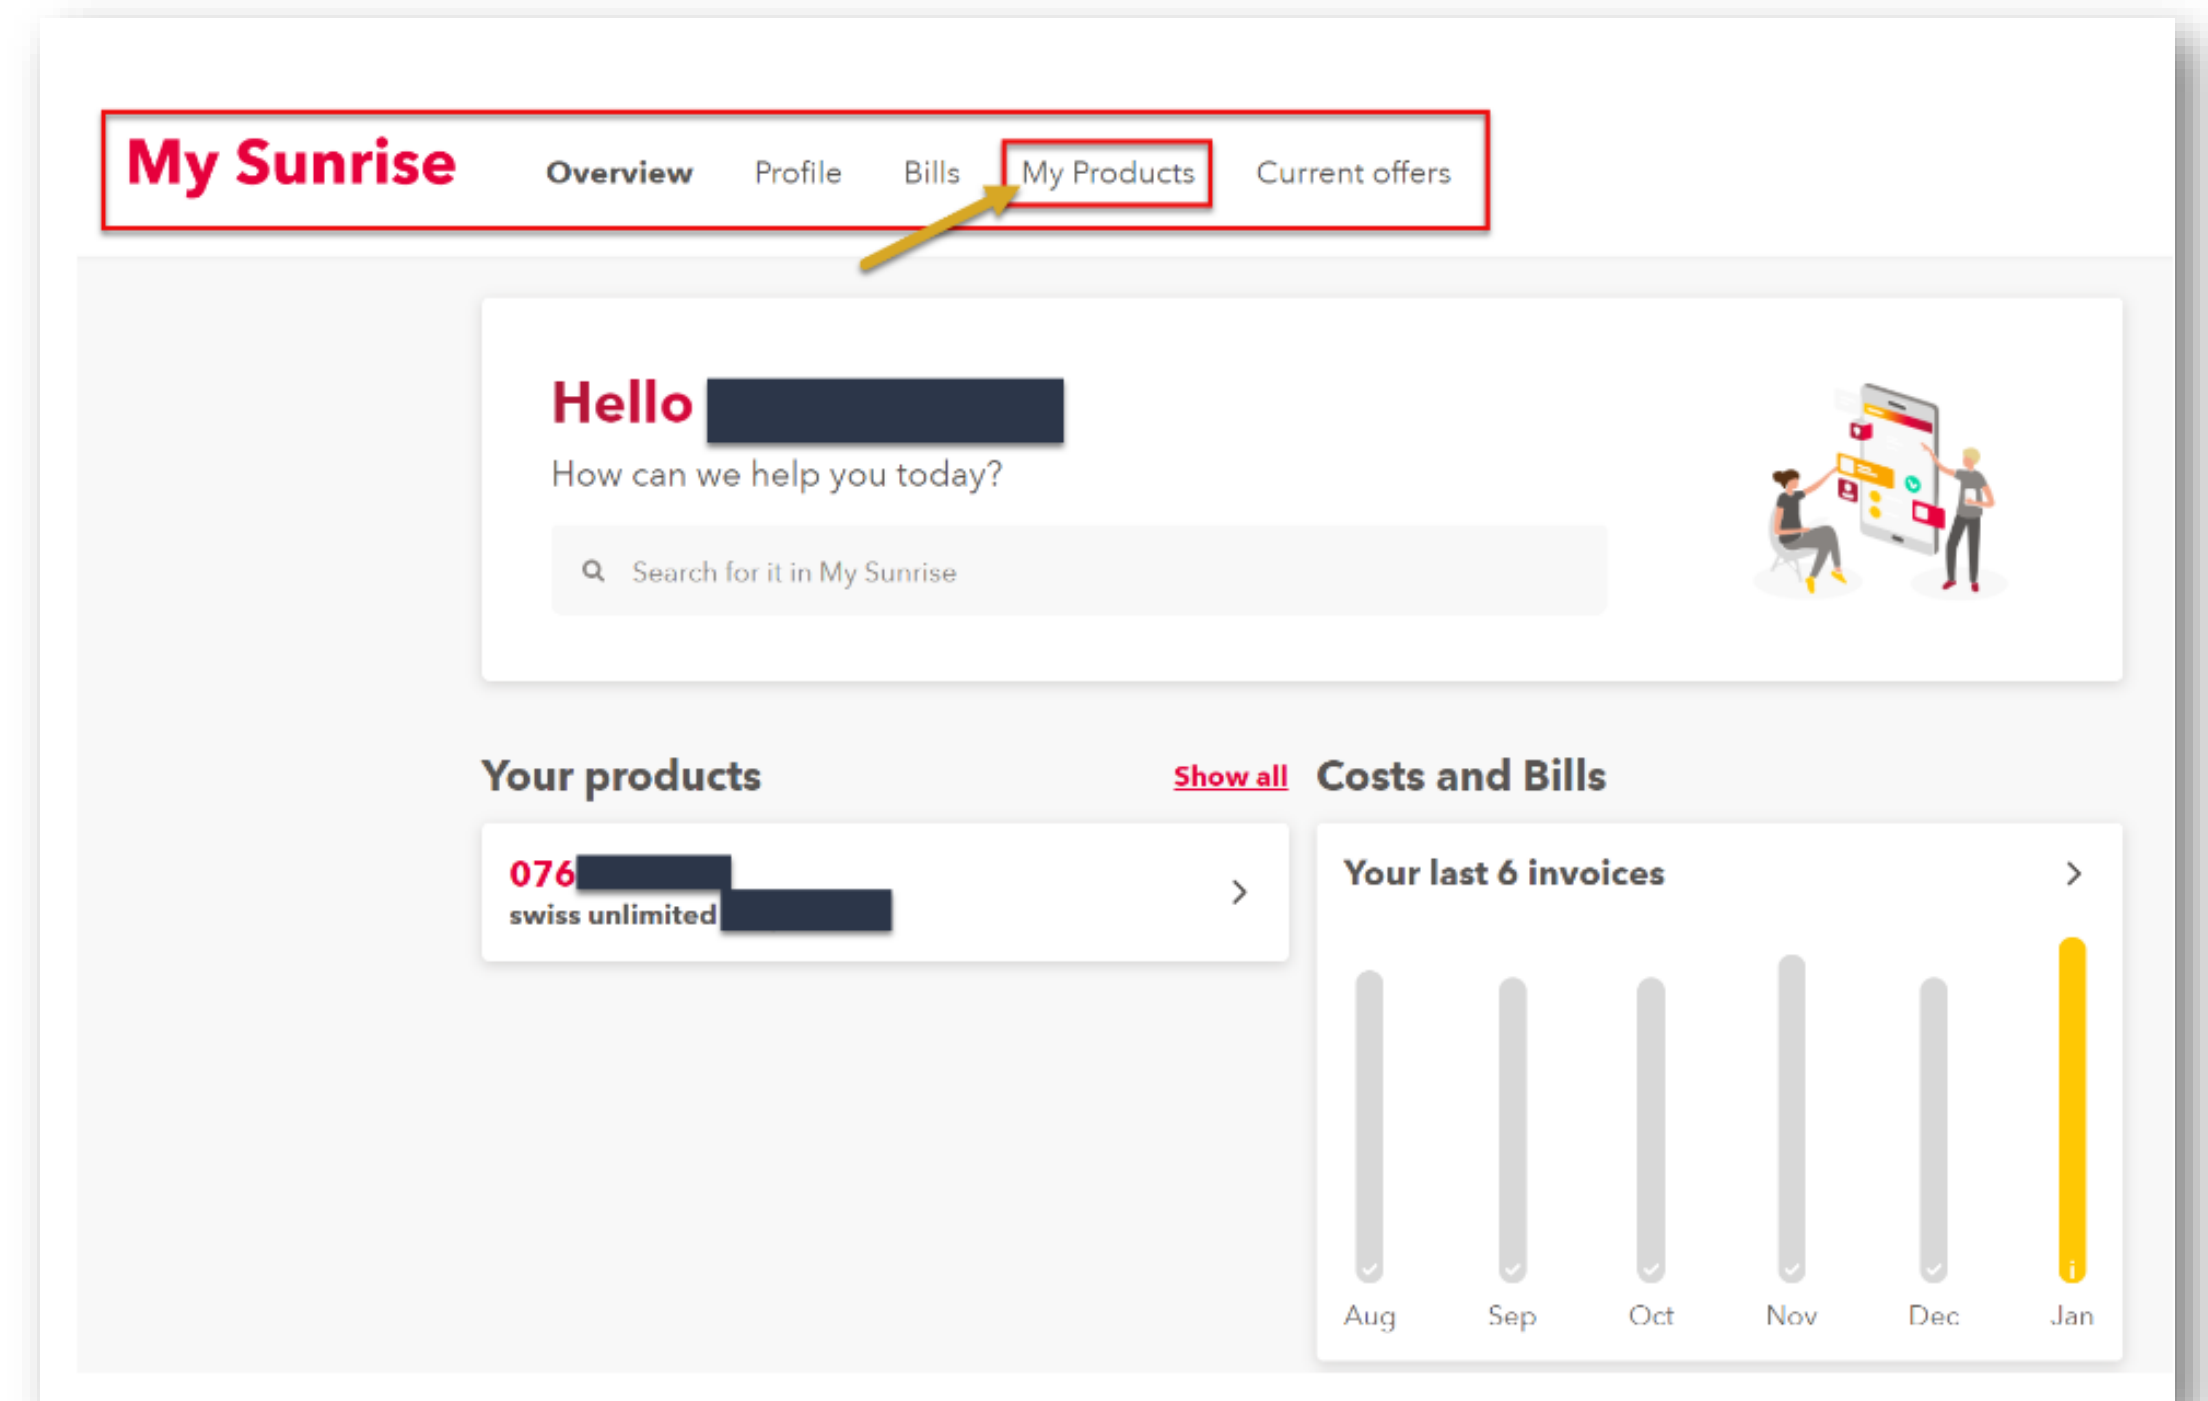 My Sunrise Overview Profile Bills My Products Current offers
Hello
How can we help you today?
Search for it in My Sunrise
Your products Show all
076
swiss unlimited
Costs and Bills
Your last 6 invoices
Aug Sep Oct Nov Dec Jan